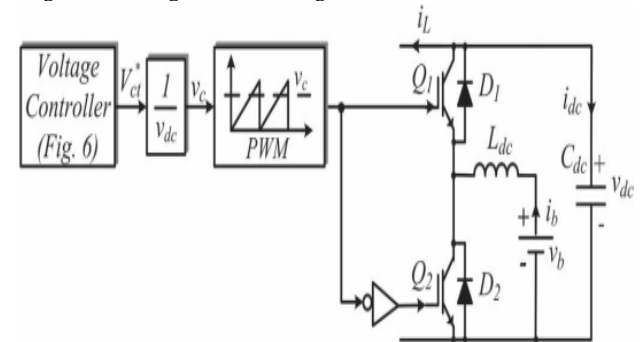 Voltage
Controller
(Fig. 6)
V*ct
1
vdc
vc
vc
PWM
iL
Q1
D1
Ldc
idc
Cdc
+
vdc
-
+
ib
-
vb
Q2
D2